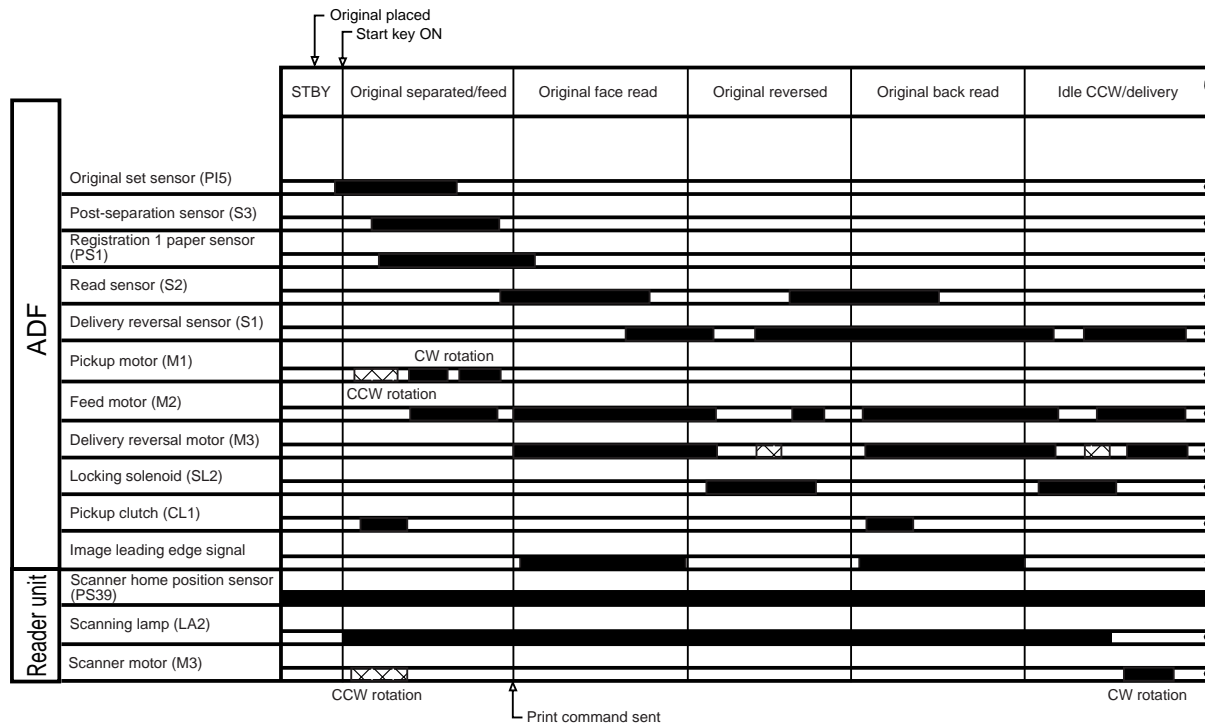 Original placed
Start key ON
STBY
Original separated/feed
Original face read
Original reversed
Original back read
Idle CCW/delivery
ADF
Original set sensor (PI5)
Post-separation sensor (S3)
Registration 1 paper sensor
(PS1)
Read sensor (S2)
Delivery reversal sensor (S1)
Pickup motor (M1)
CW rotation
CCW rotation
Feed motor (M2)
Delivery reversal motor (M3)
Locking solenoid (SL2)
Pickup clutch (CL1)
Image leading edge signal
Reader unit
Scanner home position sensor
(PS39)
Scanning lamp (LA2)
Scanner motor (M3)
CCW rotation
CW rotation
Print command sent